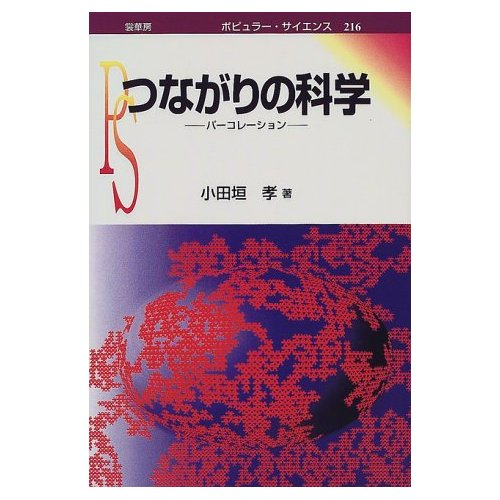 裳華房 ポピュラー・サイエンス 216
PS
つながりの科学
―パーコレーション―
小田垣 孝 著